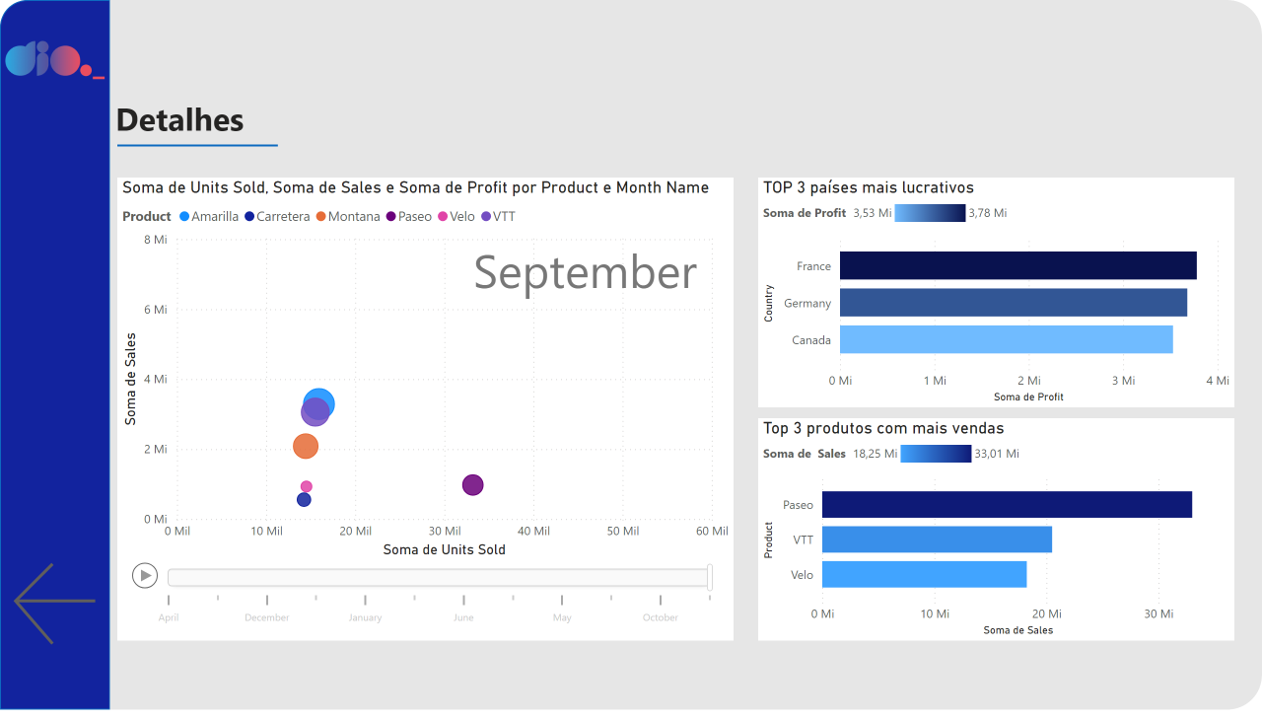 dio._
Detalhes
Soma de Units Sold, Soma de Sales e Soma de Profit por Product e Month Name
Product Amarilla Carretera Montana Paseo Velo VTT
September
Soma de Sales
8 Mi
6 Mi
4 Mi
2 Mi
0 Mi
0 Mil 10 Mil 20 Mil 30 Mil 40 Mil 50 Mil 60 Mil
Soma de Units Sold
April December January June May October
TOP 3 países mais lucrativos
Soma de Profit 3,53 Mi 3,78 Mi
Country
France
Germany
Canada
0 Mi 1 Mi 2 Mi 3 Mi 4 Mi
Soma de Profit
Top 3 produtos com mais vendas
Soma de Sales 18,25 Mi 33,01 Mi
Product
Paseo
VTT
Velo
0 Mi 10 Mi 20 Mi 30 Mi
Soma de Sales